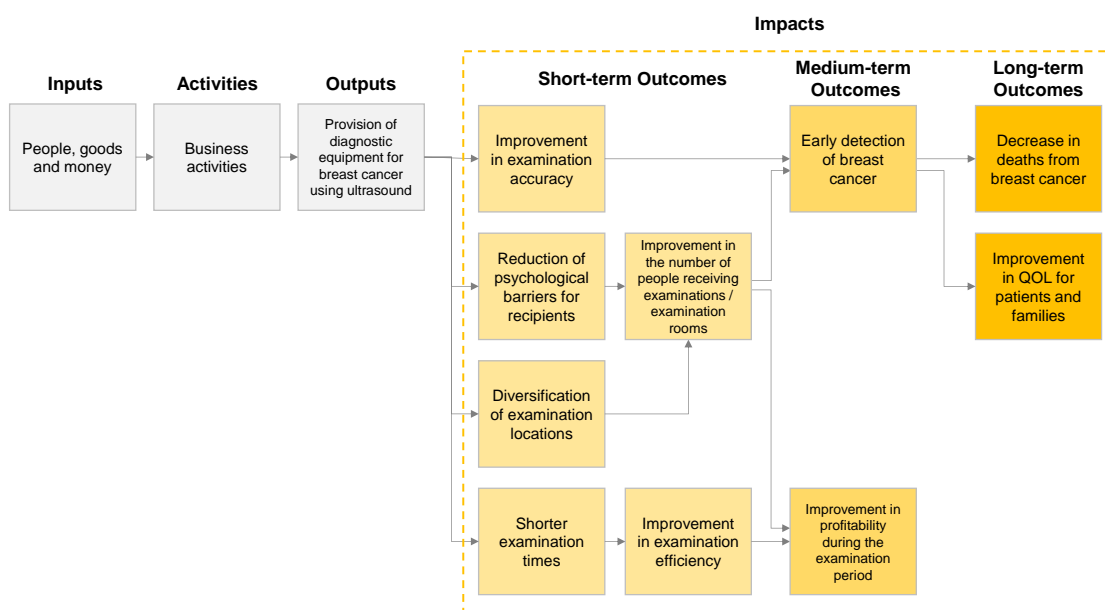 Impacts
Inputs
Activities
Outputs
Short-term Outcomes
Medium-term
Outcomes
Long-term
Outcomes
People, goods
and money
Business
activities
Provision of
diagnostic
equipment for
breast cancer
using ultrasound
Improvement
in examination
accuracy
Early detection
of breast
cancer
Decrease in
deaths from
breast cancer
Reduction of
psychological
barriers for
recipients
Improvement in
the number of
people receiving
examinations /
examination
rooms
Improvement
in QOL for
patients and
families
Diversification
of examination
locations
Shorter
examination
times
Improvement
in examination
efficiency
Improvement in
profitability
during the
examination
period